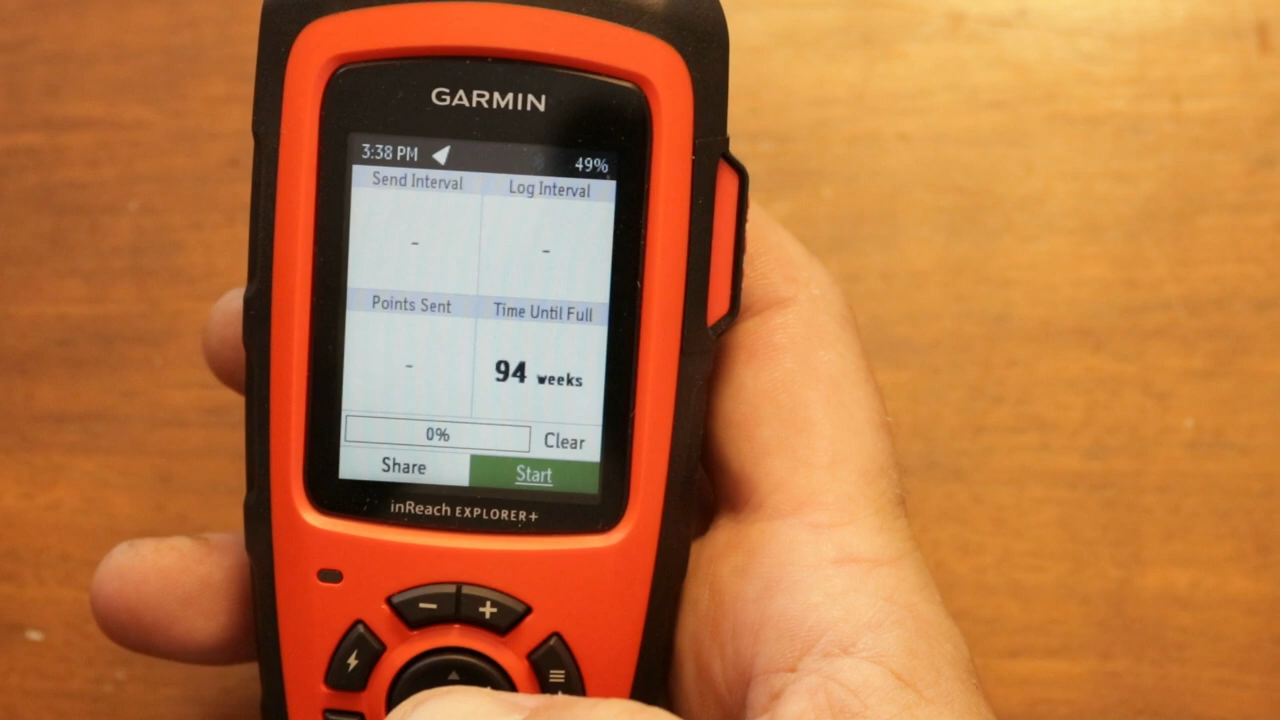 GARMIN
3:38 PM 49%
Send Interval Log Interval
- -
Points Sent Time Until Full
- 94 weeks
0% Clear
Share Start
inReach EXPLORER+
- +